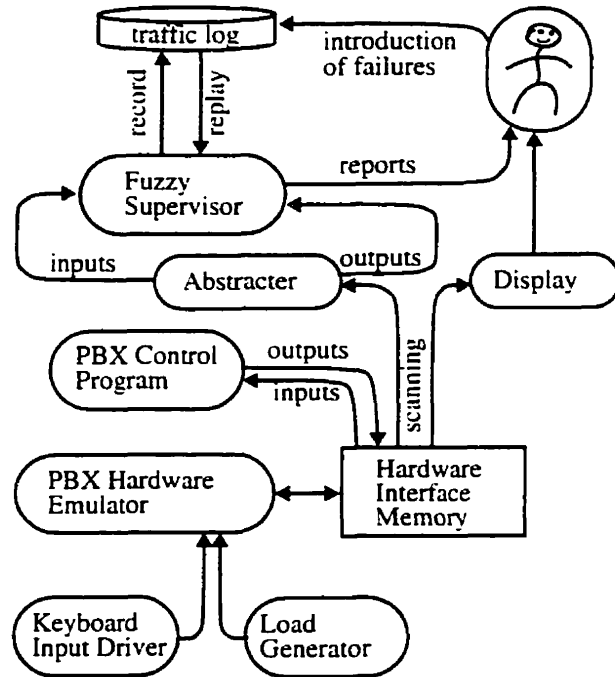 traffic log
introduction
of failures
record
replay
reports
Fuzzy
Supervisor
inputs
outputs
Abstracter
Display
PBX Control
Program
outputs
inputs
scanning
PBX Hardware
Emulator
Hardware
Interface
Memory
Keyboard
Input Driver
Load
Generator